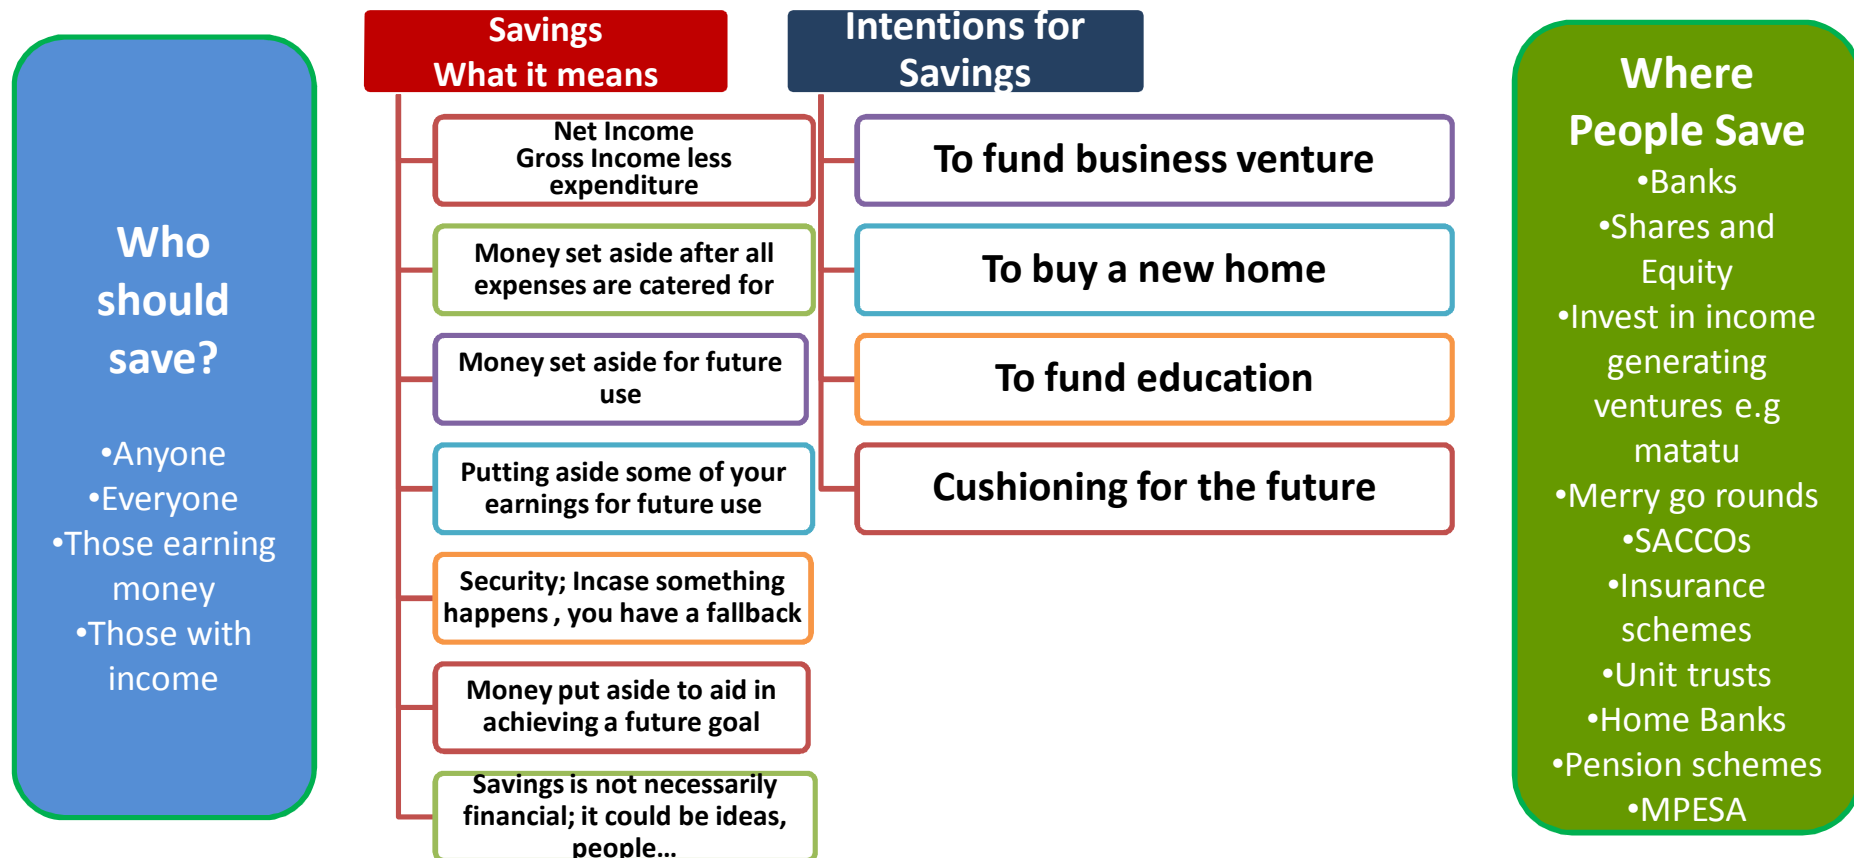 Who
should
save?
•Anyone
•Everyone
•Those earning
money
•Those with
income
Savings
What it means
Net Income
Gross Income less
expenditure
Money set aside after all
expenses are catered for
Money set aside for future
use
Putting aside some of your
earnings for future use
Security; Incase something
happens , you have a fallback
Money put aside to aid in
achieving a future goal
Savings is not necessarily
financial; it could be ideas,
people…
Intentions for
Savings
To fund business venture
To buy a new home
To fund education
Cushioning for the future
Where
People Save
•Banks
•Shares and
Equity
•Invest in income
generating
ventures e.g
matatu
•Merry go rounds
•SACCOs
•Insurance
schemes
•Unit trusts
•Home Banks
•Pension schemes
•MPESA